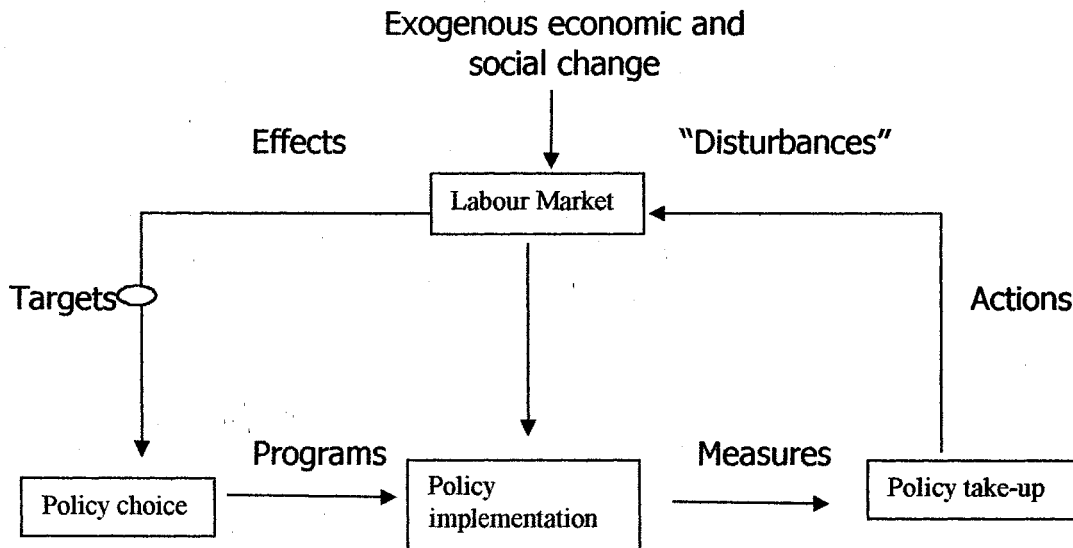 Exogenous economic and
social change
Effects
"Disturbances"
Labour Market
Targets
Actions
Programs
Measures
Policy choice
Policy
implementation
Policy take-up